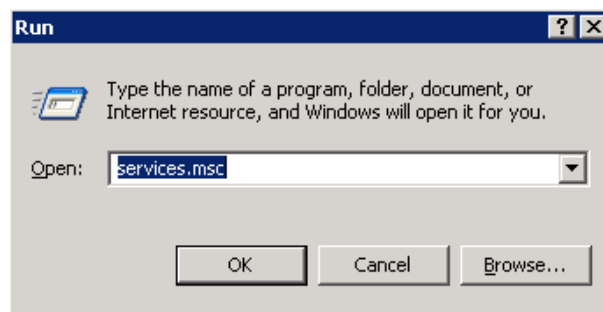 Run
Type the name of a program, folder, document, or
Internet resource, and Windows will open it for you.
Open: services.msc
OK Cancel Browse...